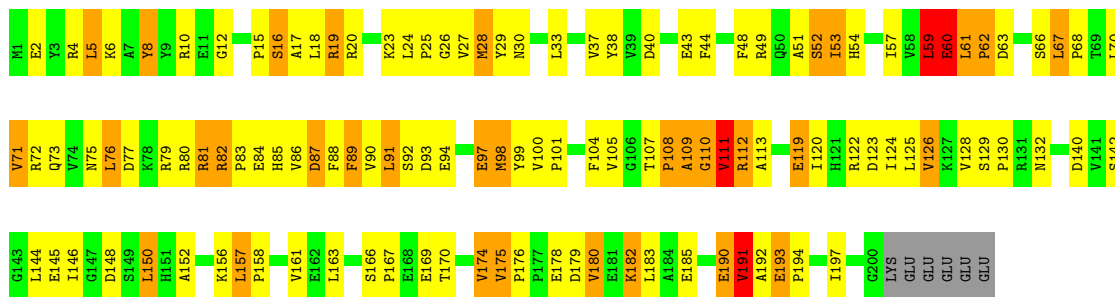 M1 E2 Y3 R4 L5 K6 A7 Y8 Y9 R10 E11 G12 P15 S16 A17 L18 R19 R20 K23 L24 P25 G26 V27 M28 Y29 N30 L33 V37 Y38 V39 D40 E43 F44 F48 R49 Q50 A51 S52 I53 H54 I57 V58 L59 E60 L61 P62 D63 S66 L67 P68 T69
V71 R72 Q73 V74 N75 L76 D77 K78 R79 R80 R81 R82 P83 E84 H85 V86 D87 F88 F89 V90 L91 S92 D93 E94 E97 M98 Y99 V100 P101 F104 V105 G106 T107 P108 A109 G110 V111 R112 A113 E119 I120 H121 R122 D123 I124 L125 V126 K127 V128 S129 P130 R131 N132 D140 V141
G143 L144 E145 I146 G147 D148 S149 L150 H151 A152 K156 L157 P158 V161 E162 L163 S166 P167 E168 E169 T170 V174 V175 P176 P177 E178 D179 V180 E181 K182 L183 A184 E185 E190 V191 A192 E193 P194 I197 G200 LYS GLU GLU GLU GLU GLU